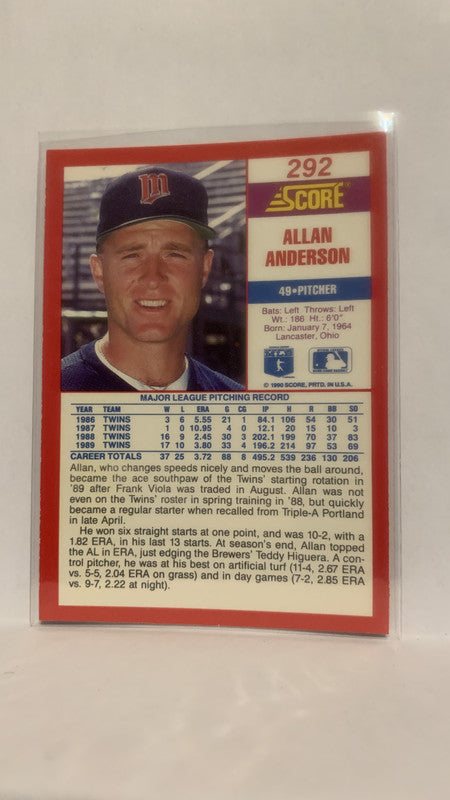 292
SCORE
ALLAN
ANDERSON
49•PITCHER
Bats: Left Throws: Left
Wt.: 186 Ht.: 6'0"
Born: January 7, 1964
Lancaster, Ohio
© 1990 SCORE, PRTD. IN U.S.A.
MAJOR LEAGUE PITCHING RECORD
YEAR TEAM W L ERA G CG IP H R BB SO
1986 TWINS 3 6 5.55 21 1 84.1 106 54 30 51
1987 TWINS 1 0 10.95 4 0 12.1 20 15 10 3
1988 TWINS 16 9 2.45 30 3 202.1 199 70 37 83
1989 TWINS 17 10 3.80 33 4 196.2 214 97 53 69
CAREER TOTALS 37 25 3.72 88 8 495.2 539 236 130 206
Allan, who changes speeds nicely and moves the ball around,
became the ace southpaw of the Twins' starting rotation in
'89 after Frank Viola was traded in August. Allan was not
even on the Twins' roster in spring training in '88, but quickly
became a regular starter when recalled from Triple-A Portland
in late April.
He won six straight starts at one point, and was 10-2, with a
1.82 ERA, in his last 13 starts. At season's end, Allan topped
the AL in ERA, just edging the Brewers' Teddy Higuera. A con-
trol pitcher, he was at his best on artificial turf (11-4, 2.67 ERA
vs. 5-5, 2.04 ERA on grass) and in day games (7-2, 2.85 ERA
vs. 9-7, 2.22 at night).